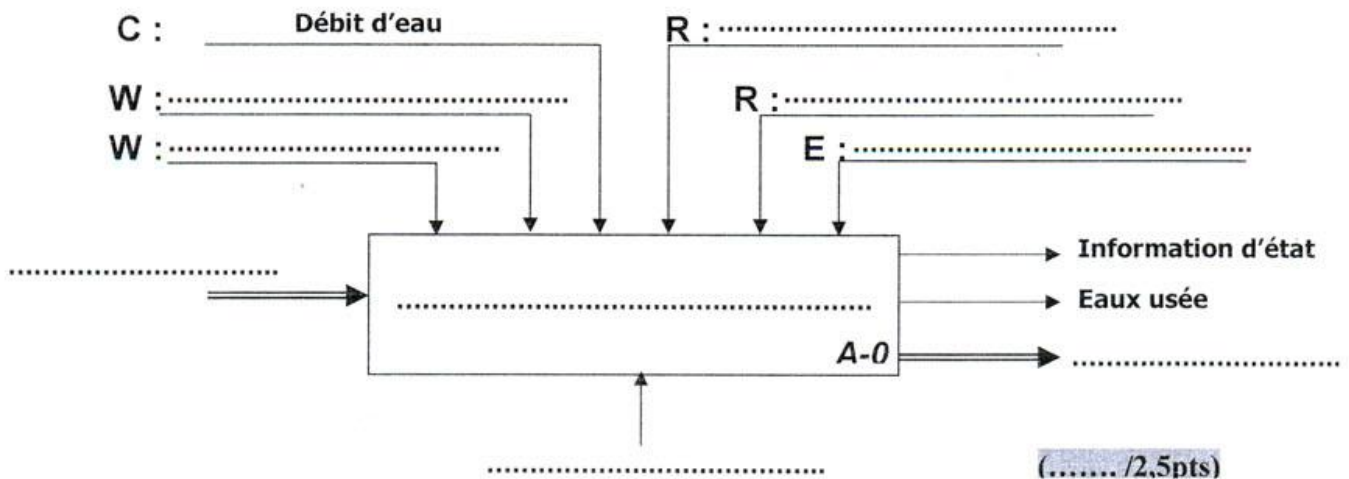 C : Débit d'eau
R : ........................................
W : ........................................
R : ........................................
W : ........................................
E : ........................................
........................................
Information d'état
........................................
Eaux usée
A-0
........................................
........................................
(....... /2,5pts)